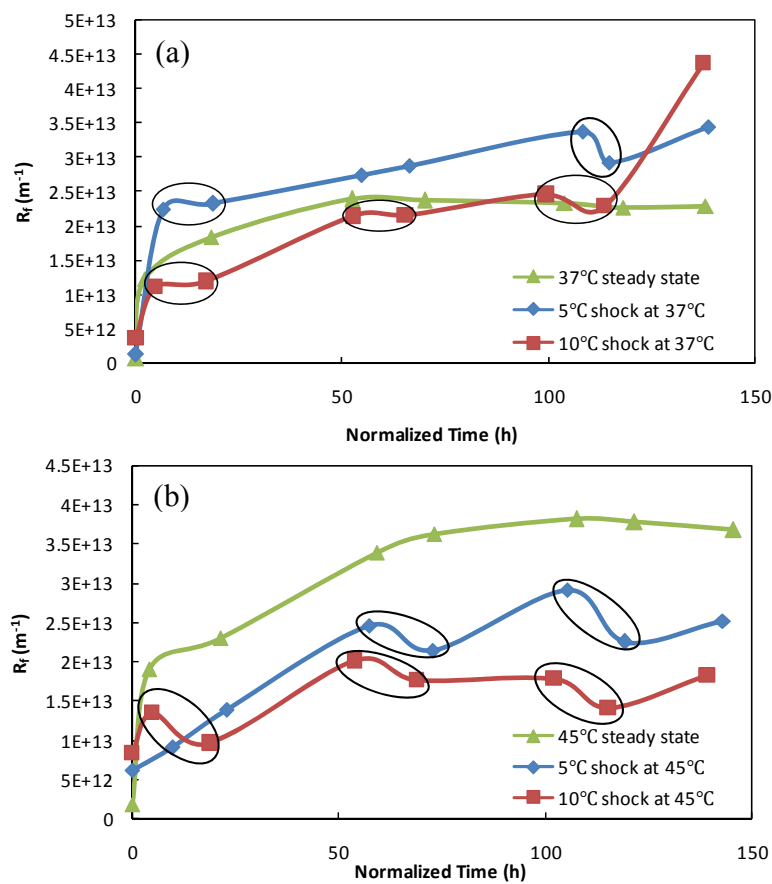 (a)
5E+13
4.5E+13
4E+13
3.5E+13
3E+13
2.5E+13
2E+13
1.5E+13
1E+13
5E+12
0
Rf (m-1)
37°C steady state
5°C shock at 37°C
10°C shock at 37°C
0 50 100 150
Normalized Time (h)
(b)
4.5E+13
4E+13
3.5E+13
3E+13
2.5E+13
2E+13
1.5E+13
1E+13
5E+12
0
Rf (m-1)
45°C steady state
5°C shock at 45°C
10°C shock at 45°C
0 50 100 150
Normalized Time (h)